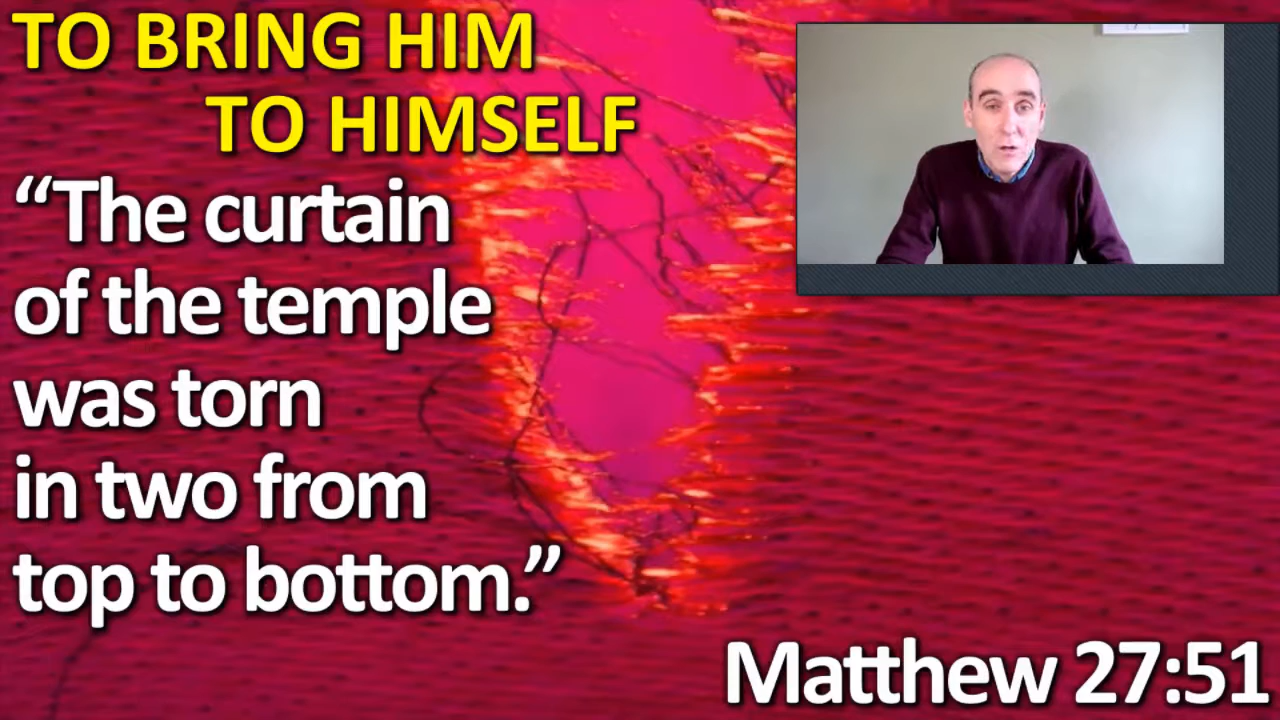 TO BRING HIM
TO HIMSELF
“The curtain
of the temple
was torn
in two from
top to bottom.”
Matthew 27:51